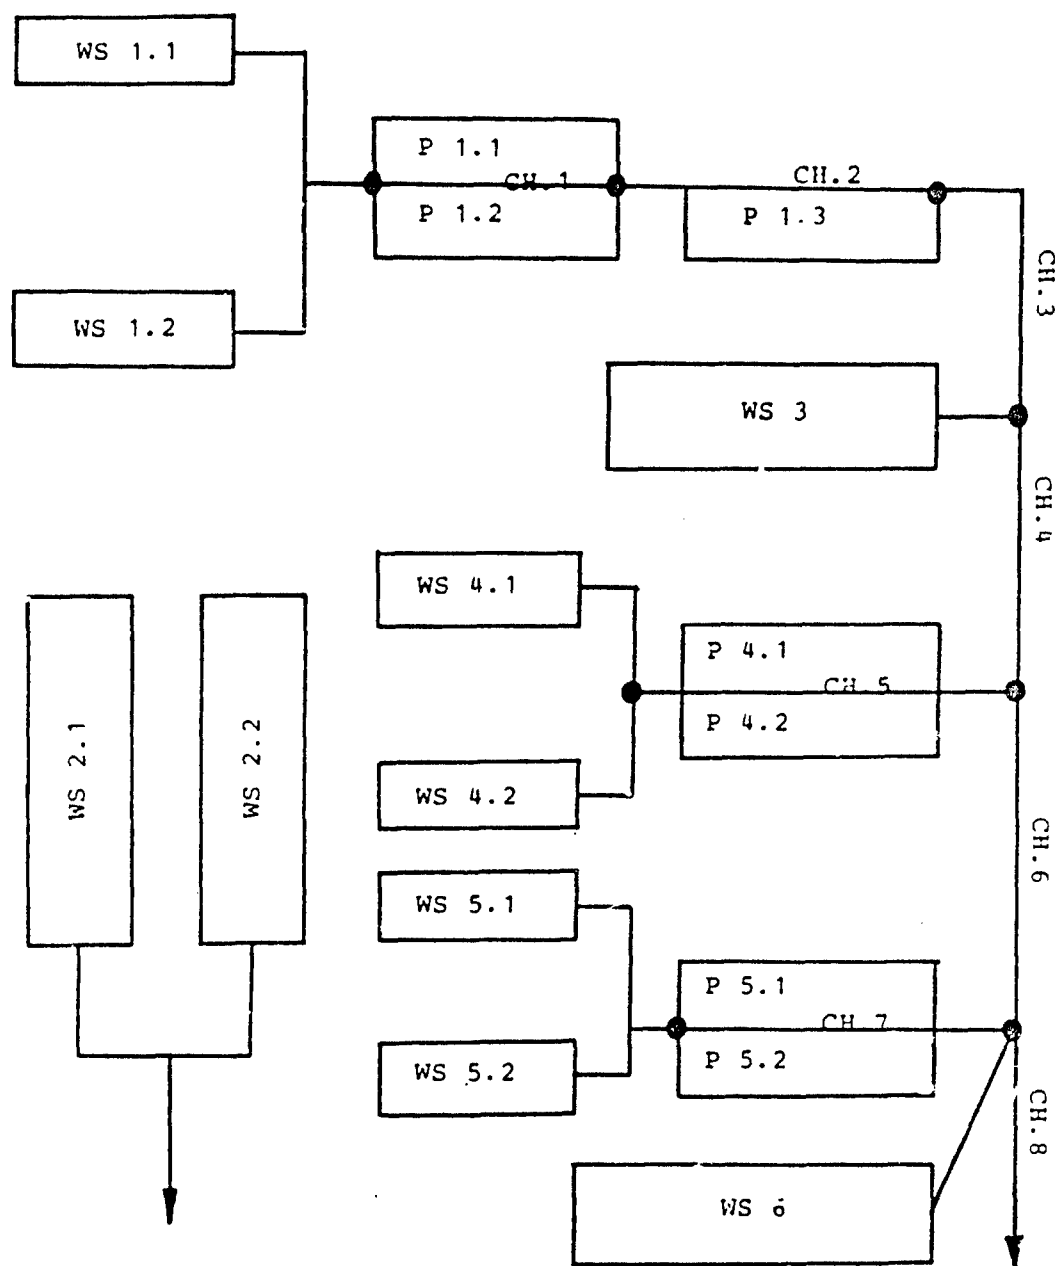 WS 1.1
P 1.1
CH.1
CH.2
P 1.2
P 1.3
CH.3
WS 1.2
WS 3
CH.4
WS 4.1
P 4.1
CH.5
P 4.2
WS 2.1
WS 2.2
WS 4.2
CH.6
WS 5.1
P 5.1
CH.7
P 5.2
WS 5.2
CH.8
WS 6